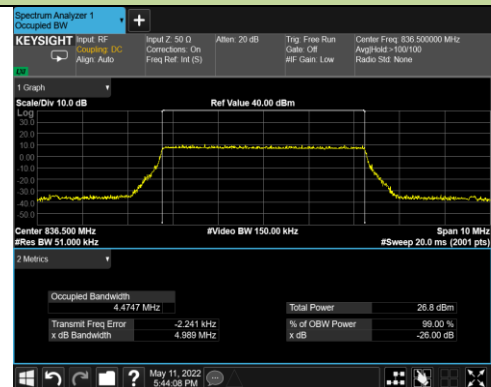 Spectrum Analyzer 1
Occupied BW
KEYSIGHT
Input: RF
Coupling: DC
Align: Auto
Input Z: 50 Ω
Corrections: On
Freq Ref: Int (S)
Atten: 20 dB
Trig: Free Run
Gate: Off
#IF Gain: Low
Center Freq: 836.500000 MHz
Avg|Hold:>100/100
Radio Std: None
1 Graph
Scale/Div 10.0 dB
Ref Value 40.00 dBm
Log
30.0
20.0
10.0
0.00
-10.0
-20.0
-30.0
-40.0
-50.0
Center 836.500 MHz
#Video BW 150.00 kHz
Span 10 MHz
#Res BW 51.000 kHz
#Sweep 20.0 ms (2001 pts)
2 Metrics
Occupied Bandwidth
4.4747 MHz
Total Power 26.8 dBm
Transmit Freq Error -2.241 kHz
% of OBW Power 99.00 %
x dB Bandwidth 4.989 MHz
x dB -26.00 dB
May 11, 2022
5:44:08 PM